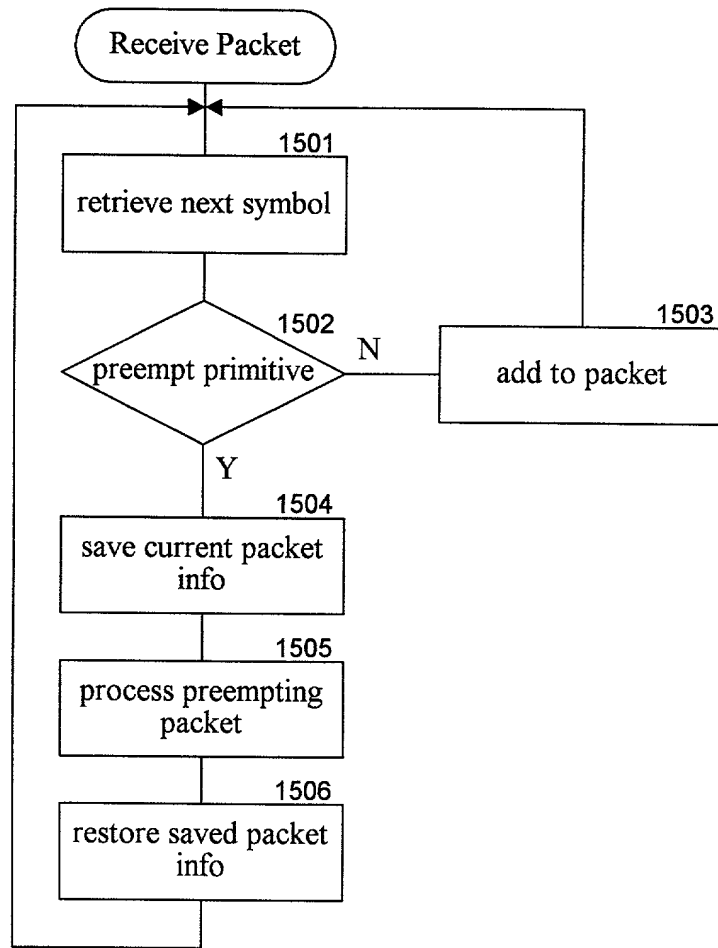 Receive Packet
1501
retrieve next symbol
1502
preempt primitive
N
1503
add to packet
Y
1504
save current packet
info
1505
process preempting
packet
1506
restore saved packet
info